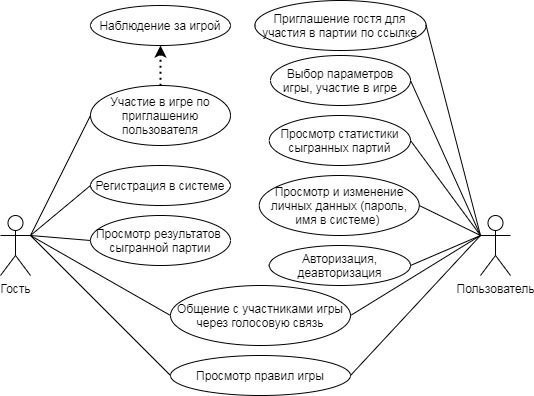 Наблюдение за игрой
Приглашение гостя для
участия в партии по ссылке
Выбор параметров
игры, участие в игре
Участие в игре по
приглашению
пользователя
Просмотр статистики
сыгранных партий
Регистрация в системе
Просмотр и изменение
личных данных (пароль,
имя в системе)
Просмотр результатов
сыгранной партии
Авторизация,
деавторизация
Гость
Пользователь
Общение с участниками игры
через голосовую связь
Просмотр правил игры